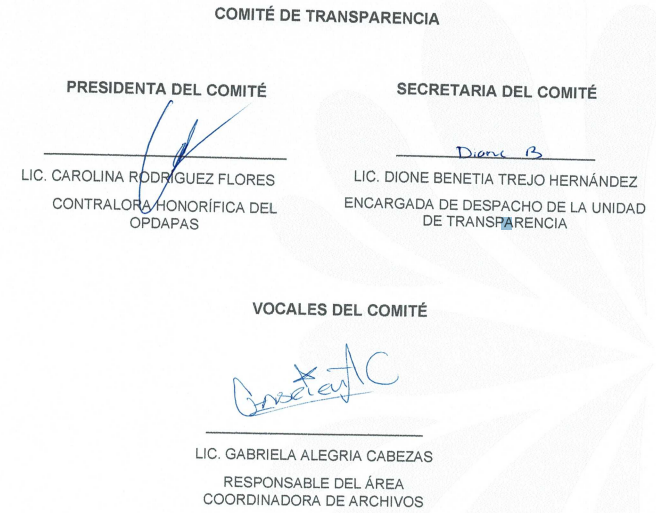 COMITÉ DE TRANSPARENCIA
PRESIDENTA DEL COMITÉ
LIC. CAROLINA RODRÍGUEZ FLORES
CONTRALORA HONORÍFICA DEL
OPDAPAS
SECRETARIA DEL COMITÉ
Dione B
LIC. DIONE BENETIA TREJO HERNÁNDEZ
ENCARGADA DE DESPACHO DE LA UNIDAD
DE TRANSPARENCIA
VOCALES DEL COMITÉ
LIC. GABRIELA ALEGRIA CABEZAS
RESPONSABLE DEL ÁREA
COORDINADORA DE ARCHIVOS